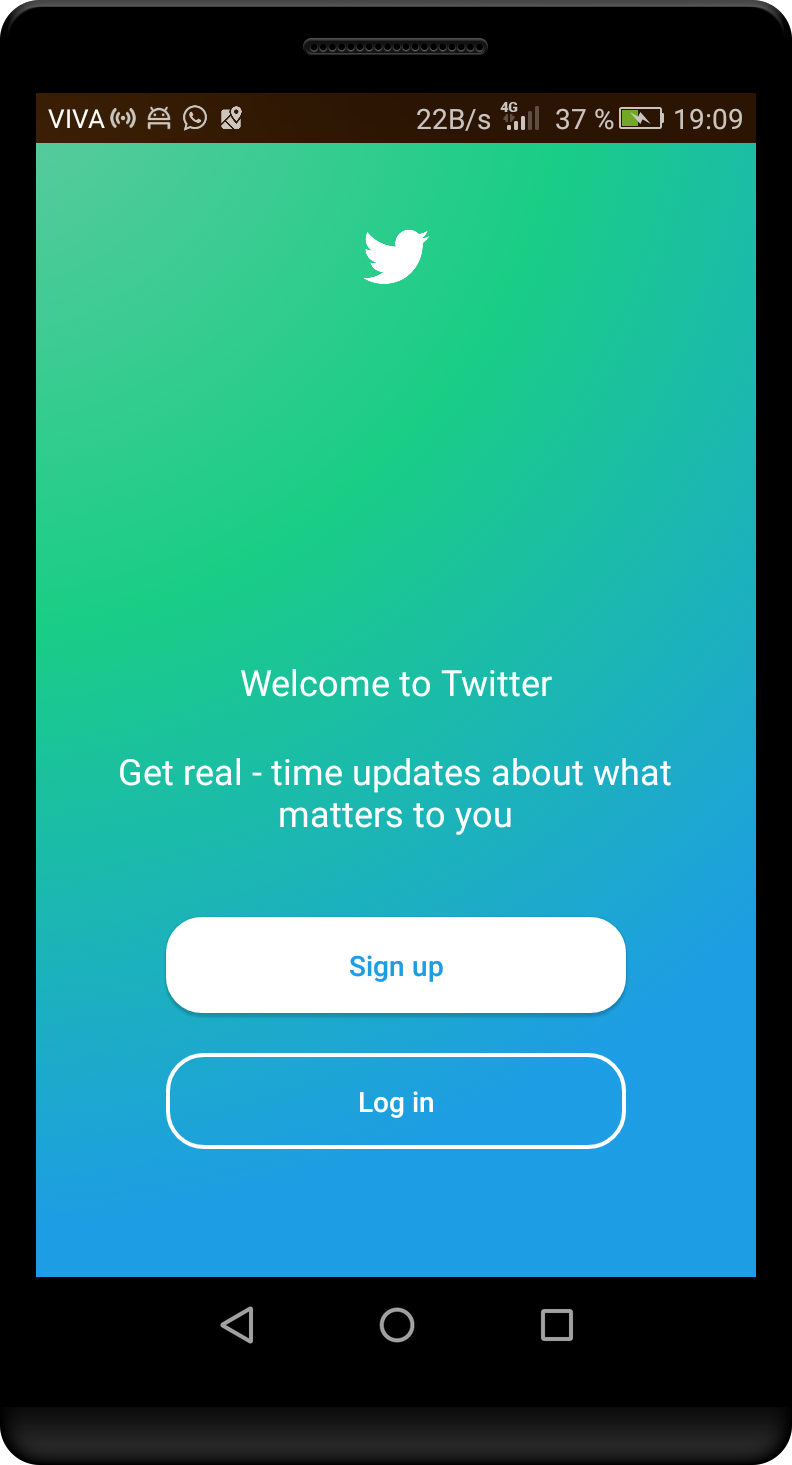 VIVA 22B/s 4G 37 % 19:09
Welcome to Twitter
Get real - time updates about what
matters to you
Sign up
Log in